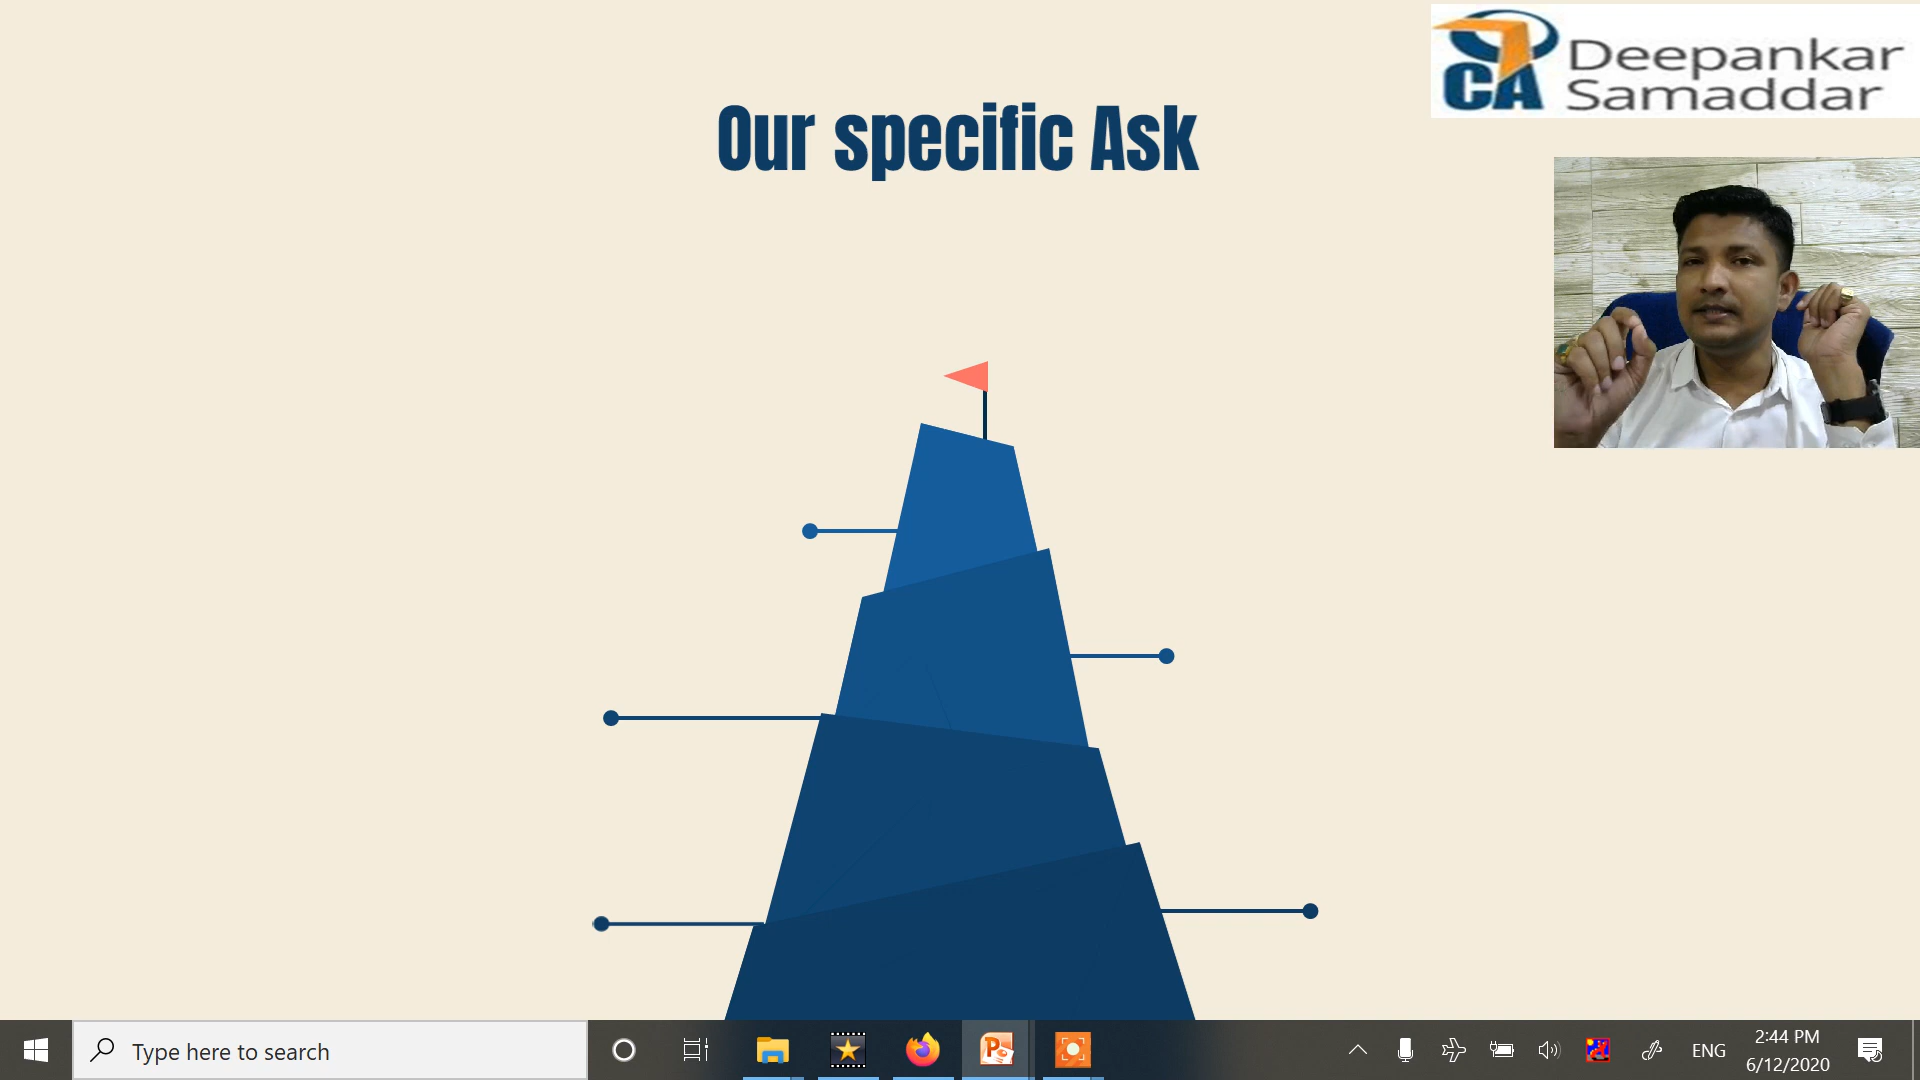 Deepankar
CA Samaddar
Our specific Ask
Type here to search
ENG
2:44 PM
6/12/2020